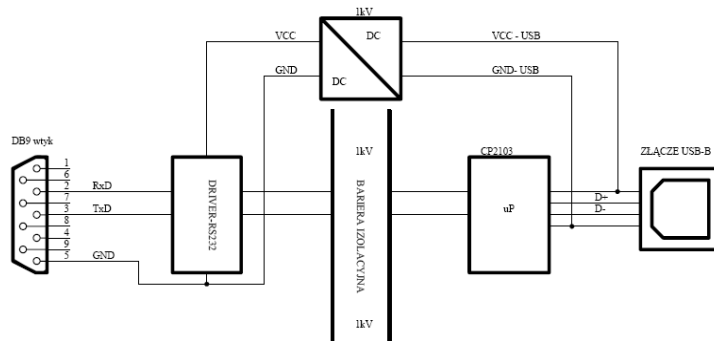 1kV
VCC
DC
VCC - USB
GND
DC
GND- USB
DB9 wtyk
1
6
2
RxD
7
3
TxD
8
4
9
5
GND
DRIVER-RS232
1kV
BARIERA IZOLACYJNA
1kV
CP2103
uP
D+
D-
ZŁĄCZE USB-B